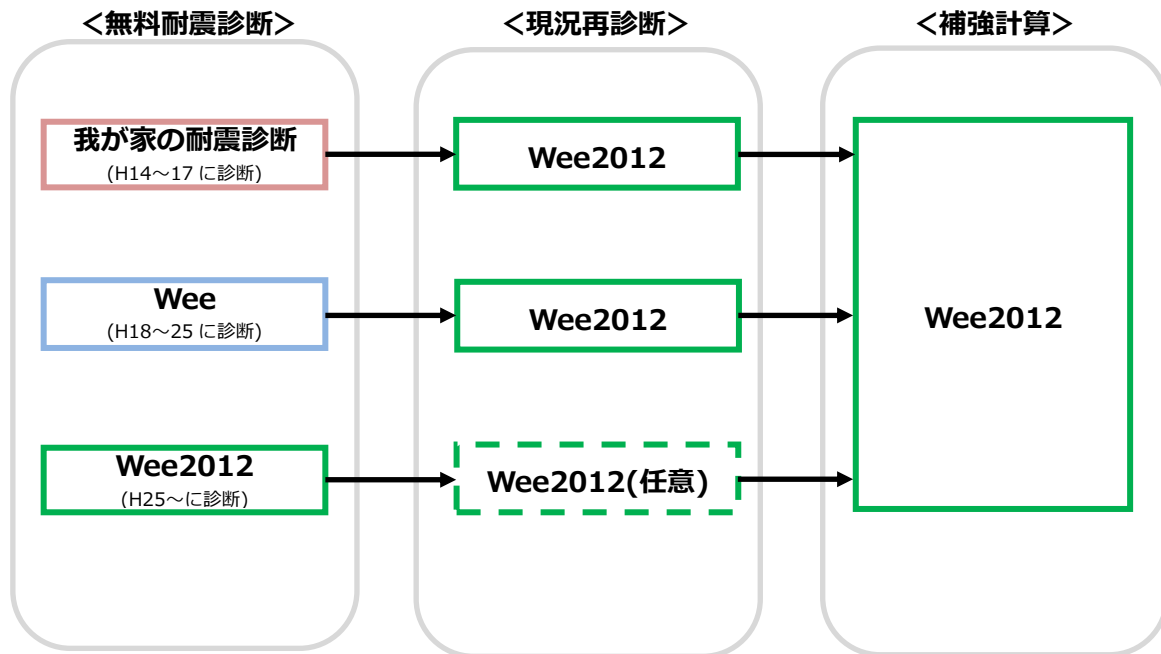 ＜無料耐震診断＞
＜現況再診断＞
＜補強計算＞
我が家の耐震診断
(H14～17 に診断)
Wee2012
Wee
(H18～25 に診断)
Wee2012
Wee2012
Wee2012
(H25～に診断)
Wee2012(任意)